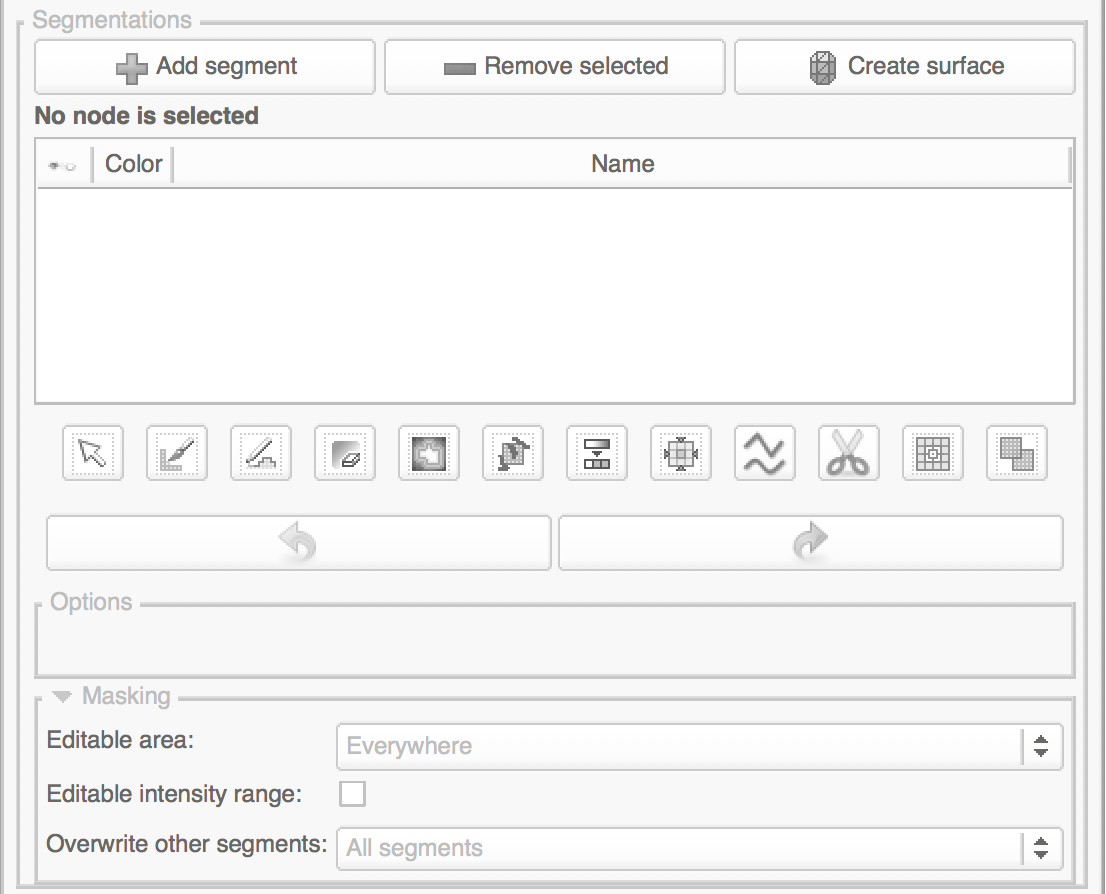 Segmentations
Add segment
Remove selected
Create surface
No node is selected
Color
Name
Options
Masking
Editable area:
Everywhere
Editable intensity range:
Overwrite other segments:
All segments